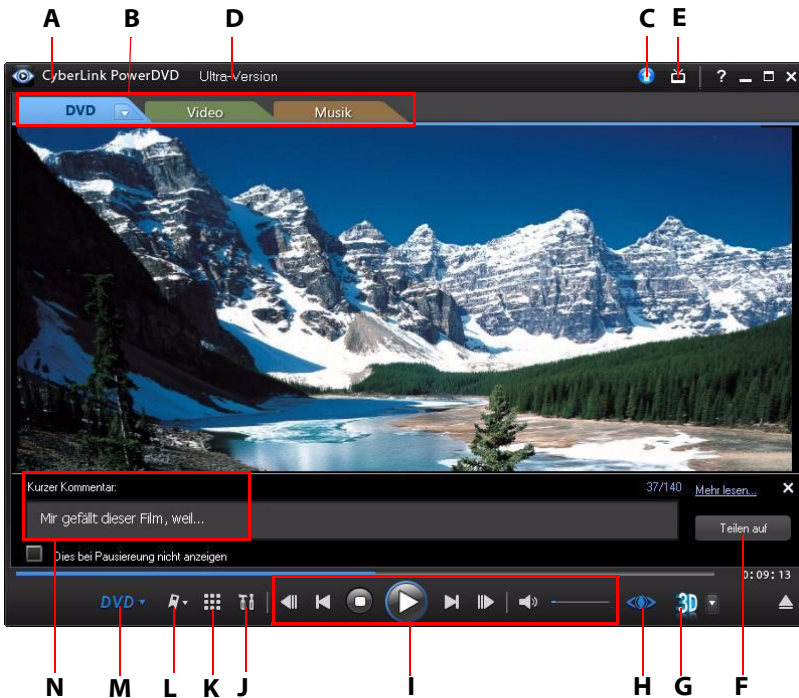 A B D C E
CyberLink PowerDVD Ultra-Version ?
DVD Video Musik
Kurzer Kommentar: 37/140 Mehr lesen...
Mir gefällt dieser Film, weil...
Teilen auf
Dies bei Pausiereung nicht anzeigen
0:09:13
DVD 3D
N M L K J I H G F